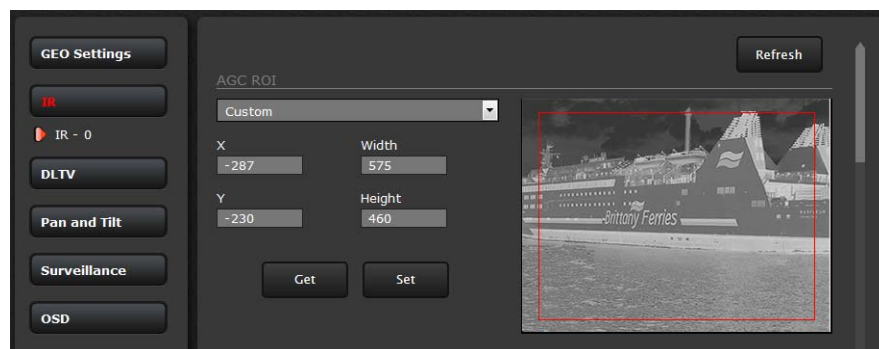 GEO Settings
IR
IR - 0
DLTV
Pan and Tilt
Surveillance
OSD
Refresh
AGC ROI
Custom
X
Width
-287
575
Y
Height
-230
460
Get
Set
Brittany Ferries